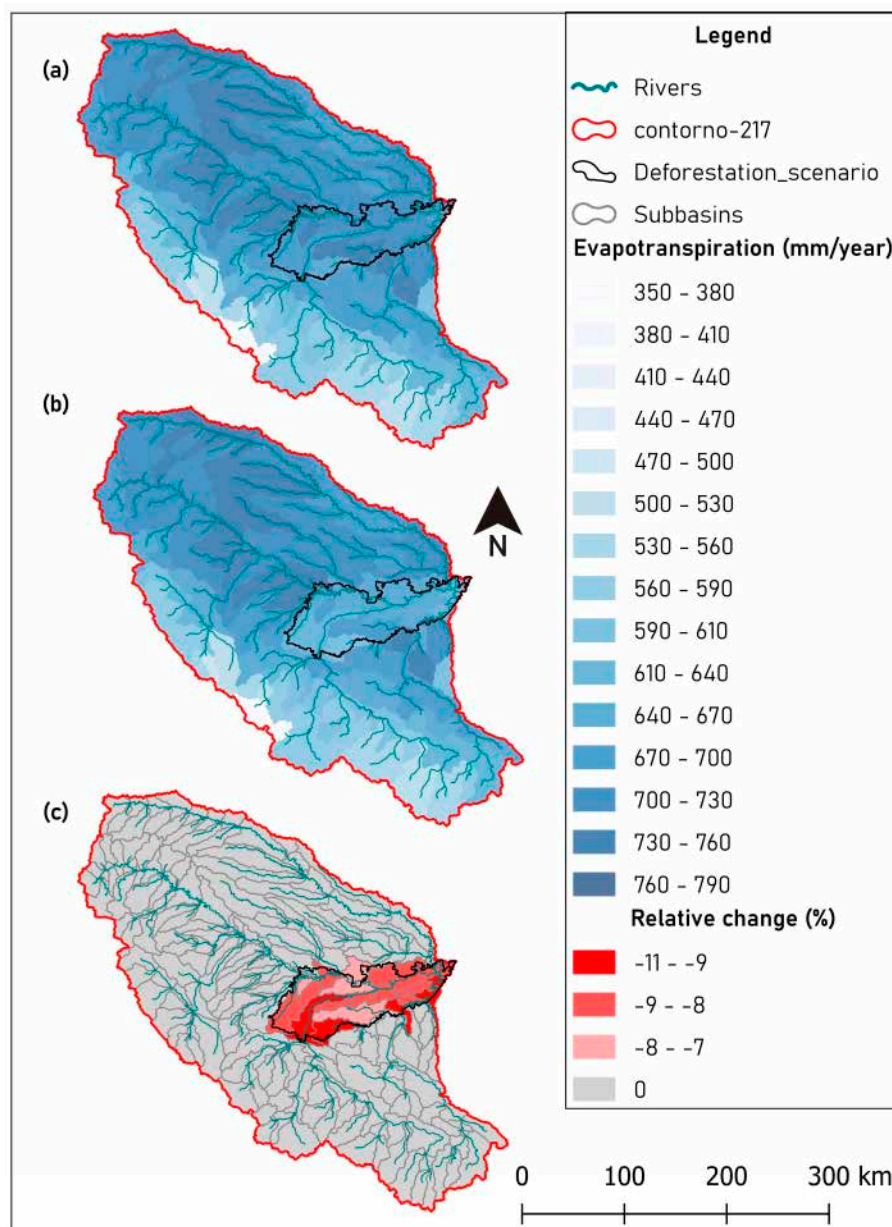 (a)
(b)
N
(c)
Legend
Rivers
contorno-217
Deforestation_scenario
Subbasins
Evapotranspiration (mm/year)
350 - 380
380 - 410
410 - 440
440 - 470
470 - 500
500 - 530
530 - 560
560 - 590
590 - 610
610 - 640
640 - 670
670 - 700
700 - 730
730 - 760
760 - 790
Relative change (%)
-11 - -9
-9 - -8
-8 - -7
0
0 100 200 300 km